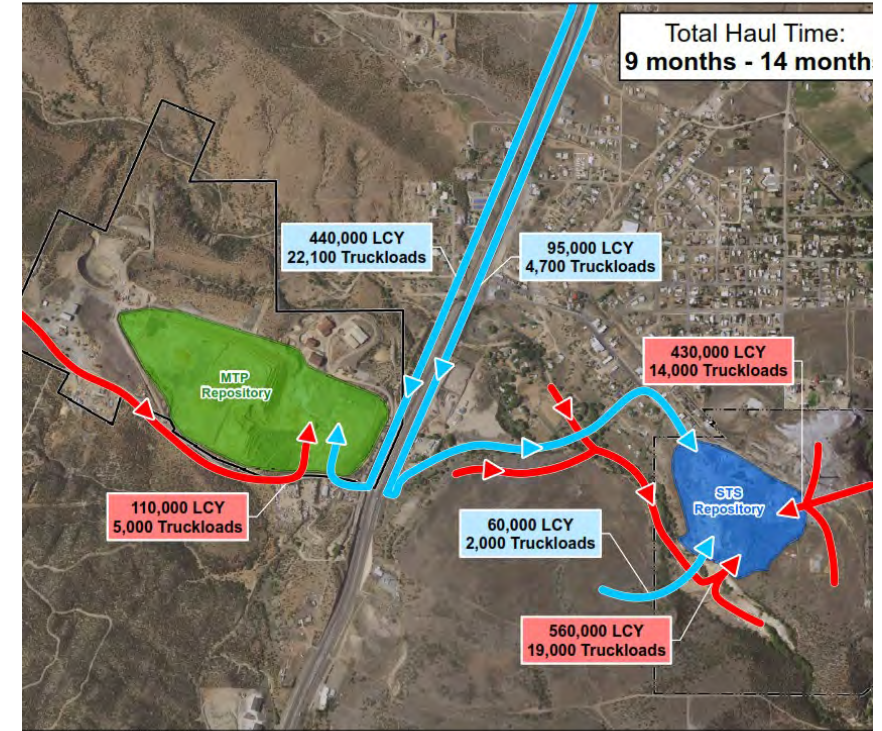 Total Haul Time:
9 months - 14 months
440,000 LCY
22,100 Truckloads
95,000 LCY
4,700 Truckloads
430,000 LCY
14,000 Truckloads
MTP
Repository
STS
Repository
110,000 LCY
5,000 Truckloads
60,000 LCY
2,000 Truckloads
560,000 LCY
19,000 Truckloads